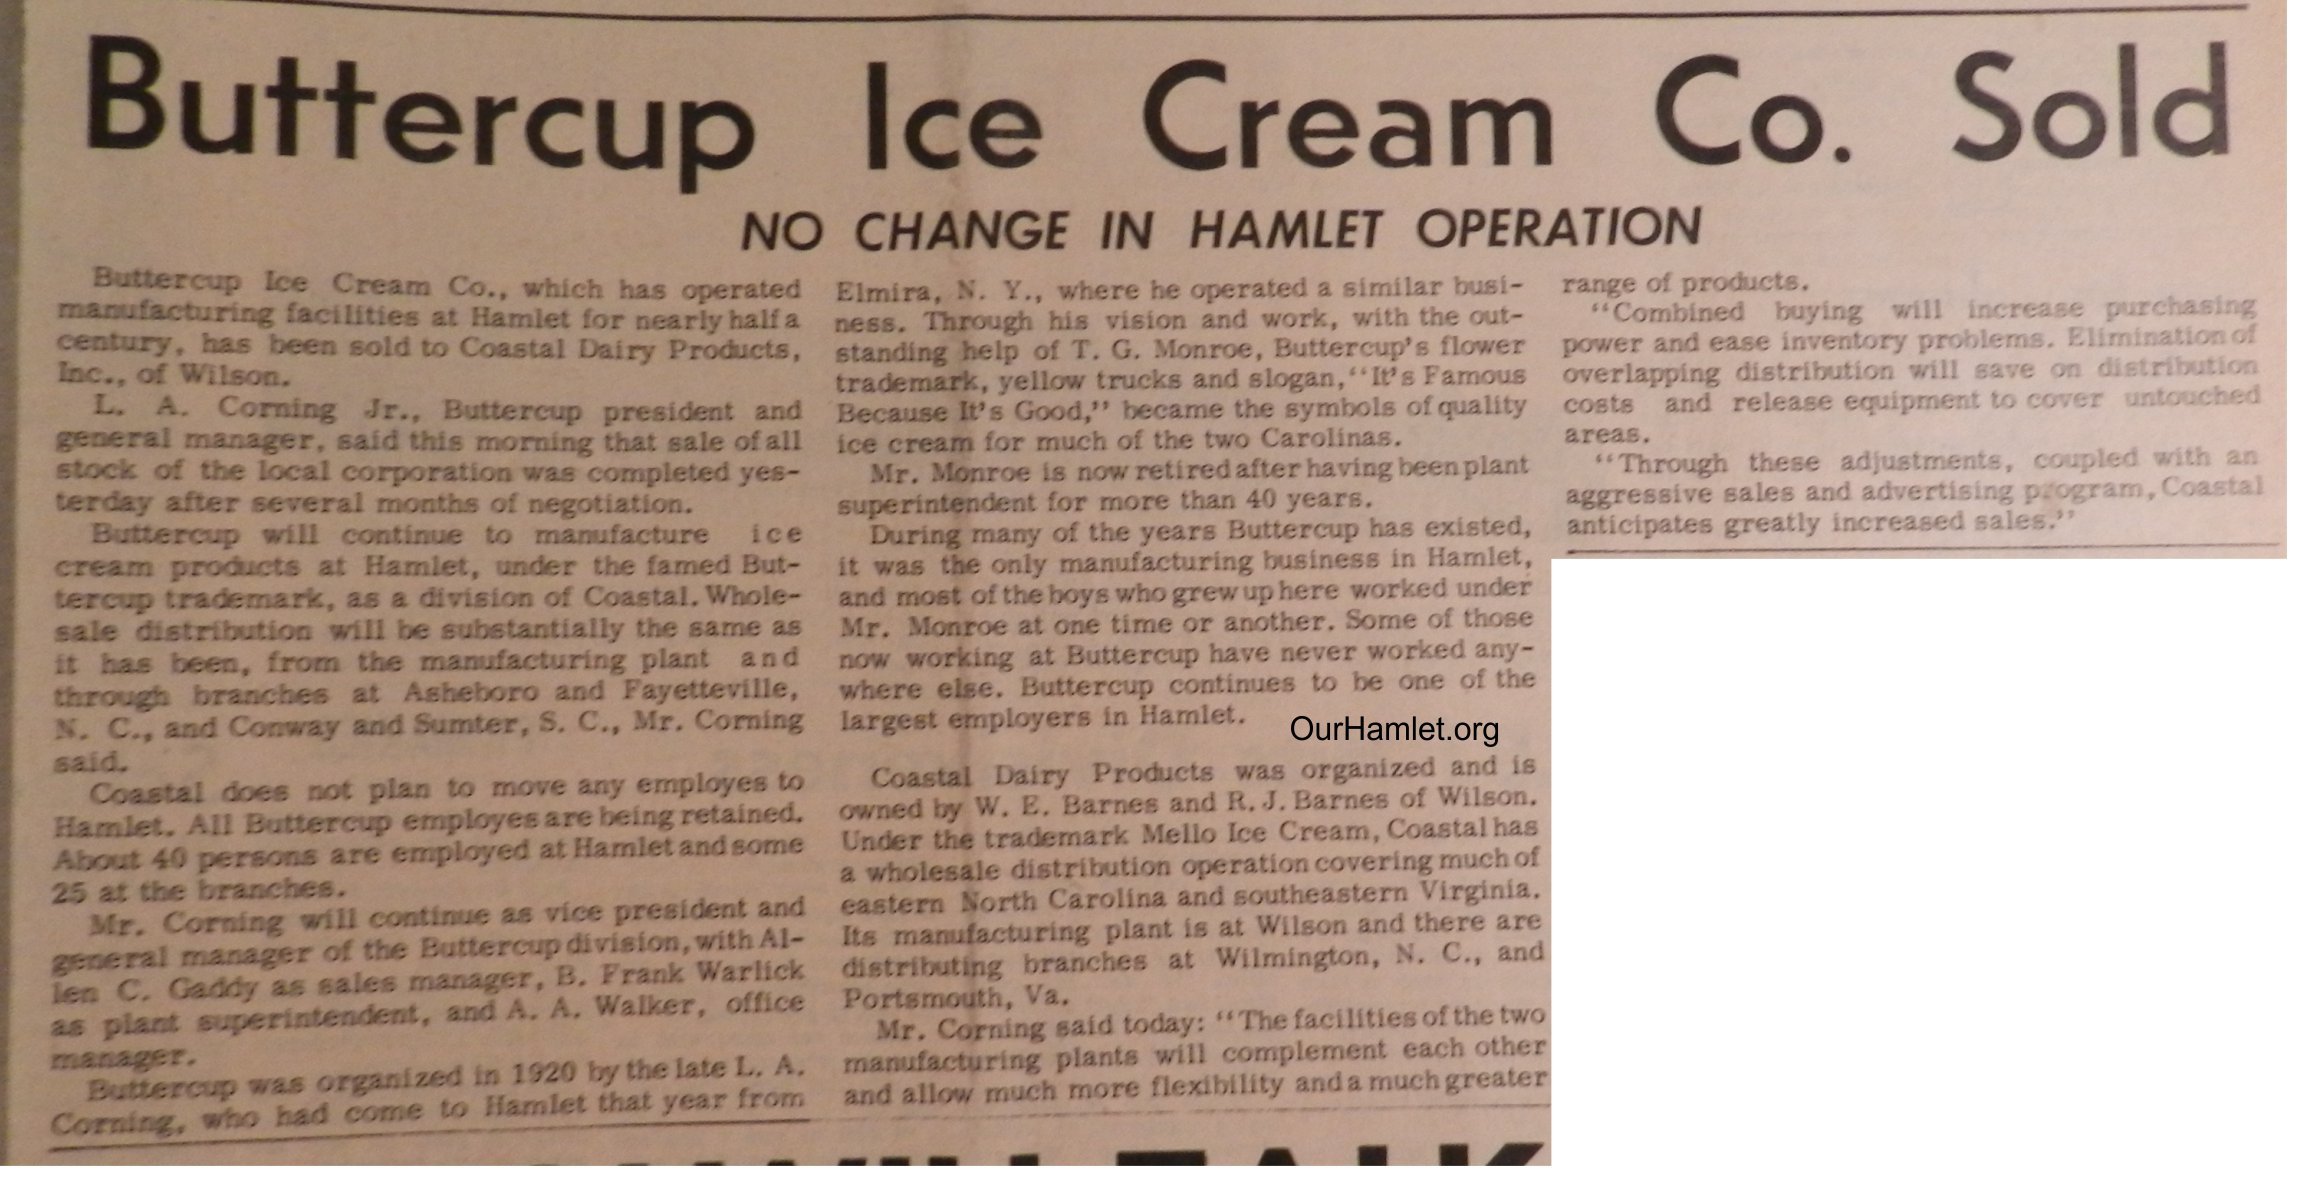 Buttercup Ice Cream Co. Sold
NO CHANGE IN HAMLET OPERATION
Buttercup Ice Cream Co., which has operated
manufacturing facilities at Hamlet for nearly half a
century, has been sold to Coastal Dairy Products,
Inc., of Wilson.
L. A. Corning Jr., Buttercup president and
general manager, said this morning that sale of all
stock of the local corporation was completed yes-
terday after several months of negotiation.
Buttercup will continue to manufacture ice
cream products at Hamlet, under the famed But-
tercup trademark, as a division of Coastal. Whole-
sale distribution will be substantially the same as
it has been, from the manufacturing plant and
through branches at Asheboro and Fayetteville,
N. C., and Conway and Sumter, S. C., Mr. Corning
said.
Coastal does not plan to move any employes to
Hamlet. All Buttercup employes are being retained.
About 40 persons are employed at Hamlet and some
25 at the branches.
Mr. Corning will continue as vice president and
general manager of the Buttercup division, with Al-
len C. Gaddy as sales manager, B. Frank Warlick
as plant superintendent, and A. A. Walker, office
manager.
Buttercup was organized in 1920 by the late L. A.
Corning, who had come to Hamlet that year from
Elmira, N. Y., where he operated a similar busi-
ness. Through his vision and work, with the out-
standing help of T. G. Monroe, Buttercup's flower
trademark, yellow trucks and slogan, "It's Famous
Because It's Good," became the symbols of quality
ice cream for much of the two Carolinas.
Mr. Monroe is now retired after having been plant
superintendent for more than 40 years.
During many of the years Buttercup has existed,
it was the only manufacturing business in Hamlet,
and most of the boys who grew up here worked under
Mr. Monroe at one time or another. Some of those
now working at Buttercup have never worked any-
where else. Buttercup continues to be one of the
largest employers in Hamlet.
OurHamlet.org
Coastal Dairy Products was organized and is
owned by W. E. Barnes and R. J. Barnes of Wilson.
Under the trademark Mello Ice Cream, Coastal has
a wholesale distribution operation covering much of
eastern North Carolina and southeastern Virginia.
Its manufacturing plant is at Wilson and there are
distributing branches at Wilmington, N. C., and
Portsmouth, Va.
Mr. Corning said today: "The facilities of the two
manufacturing plants will complement each other
and allow much more flexibility and a much greater
range of products.
"Combined buying will increase purchasing
power and ease inventory problems. Elimination of
overlapping distribution will save on distribution
costs and release equipment to cover untouched
areas.
"Through these adjustments, coupled with an
aggressive sales and advertising program, Coastal
anticipates greatly increased sales."